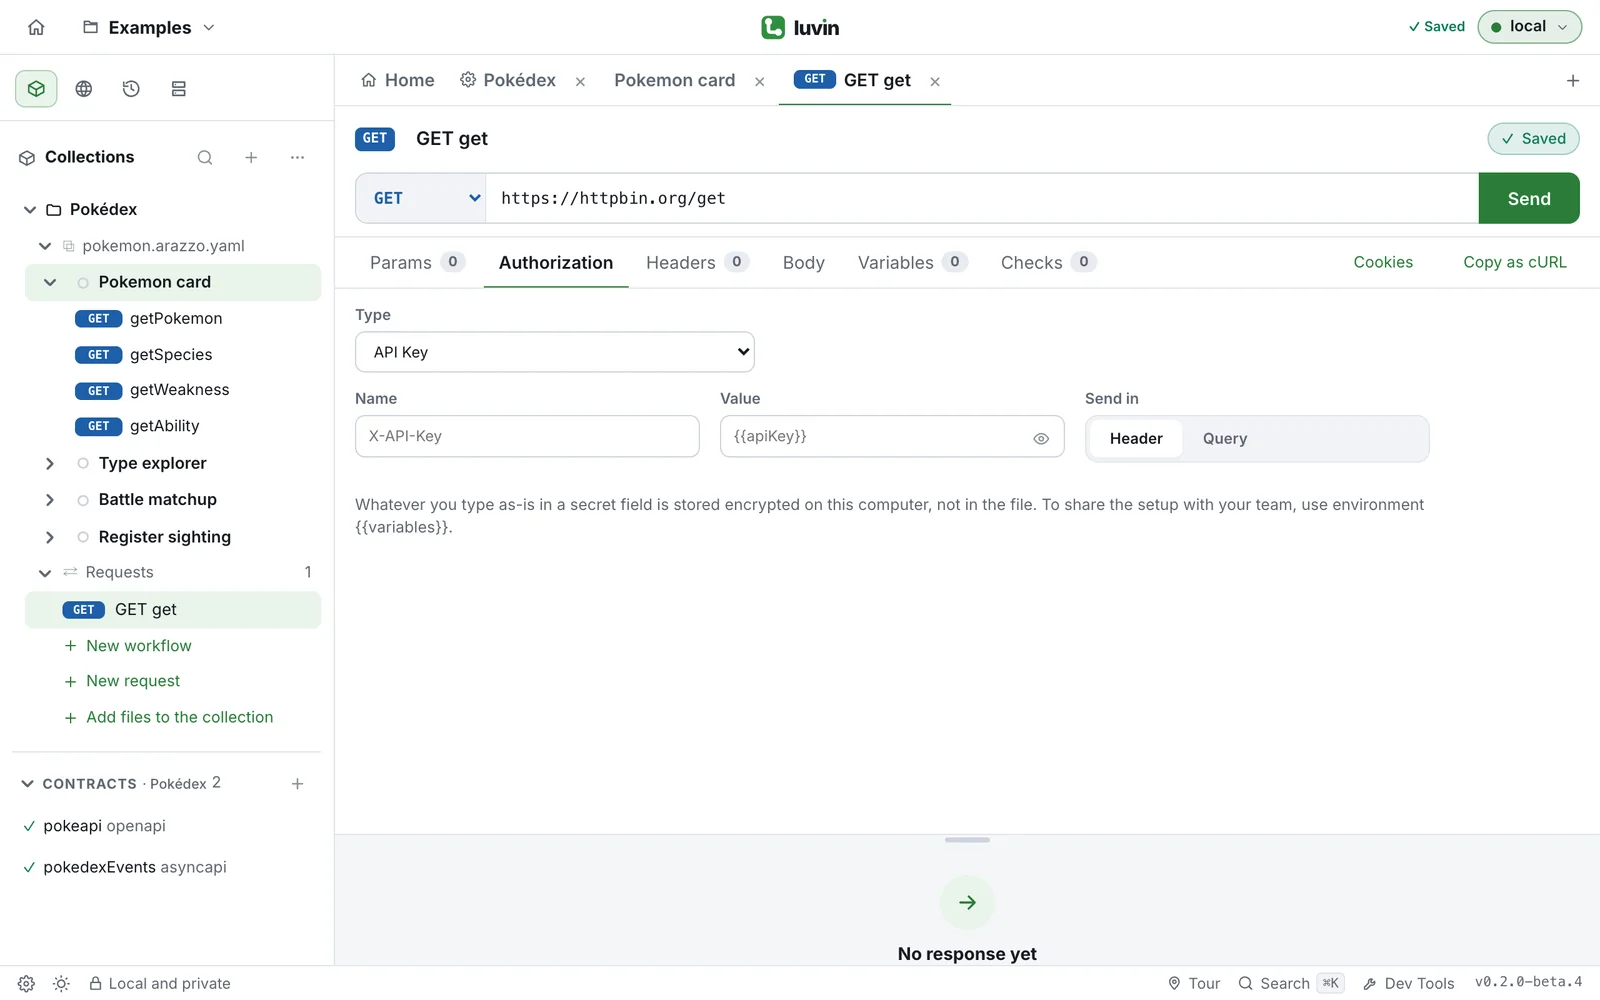 Examples
luvin
Saved
local
Home
Pokédex
Pokemon card
GET GET get
Collections
GET GET get
Saved
GET https://httpbin.org/get Send
Pokédex
pokemon.arazzo.yaml
Pokemon card
GET getPokemon
GET getSpecies
GET getWeakness
GET getAbility
Type explorer
Battle matchup
Register sighting
Requests 1
GET GET get
New workflow
New request
Add files to the collection
CONTRACTS · Pokédex 2
pokeapi openapi
pokedexEvents asyncapi
Params 0 Authorization Headers 0 Body Variables 0 Checks 0 Cookies Copy as cURL
Type
API Key
Name Value Send in
X-API-Key {{apiKey}} Header Query
Whatever you type as-is in a secret field is stored encrypted on this computer, not in the file. To share the setup with your team, use environment
{{variables}}.
No response yet
Local and private
Tour Search ⌘K Dev Tools v0.2.0-beta.4